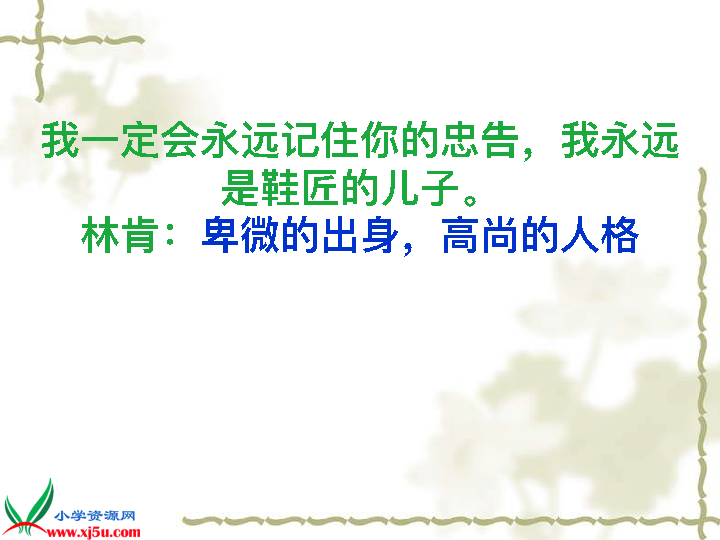 我一定会永远记住你的忠告，我永远
是鞋匠的儿子。
林肯：卑微的出身，高尚的人格
小学资源网
www.xj5u.com